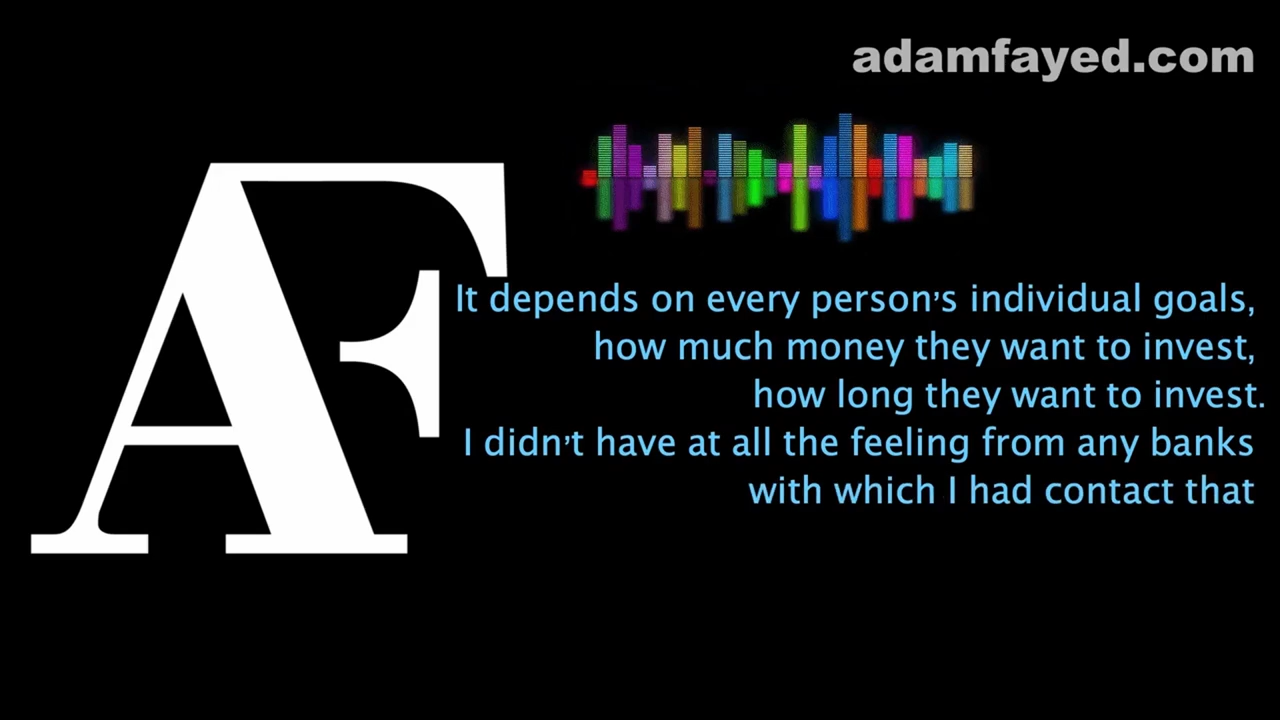 adamfayed.com
AF
It depends on every person's individual goals,
how much money they want to invest,
how long they want to invest.
I didn't have at all the feeling from any banks
with which I had contact that